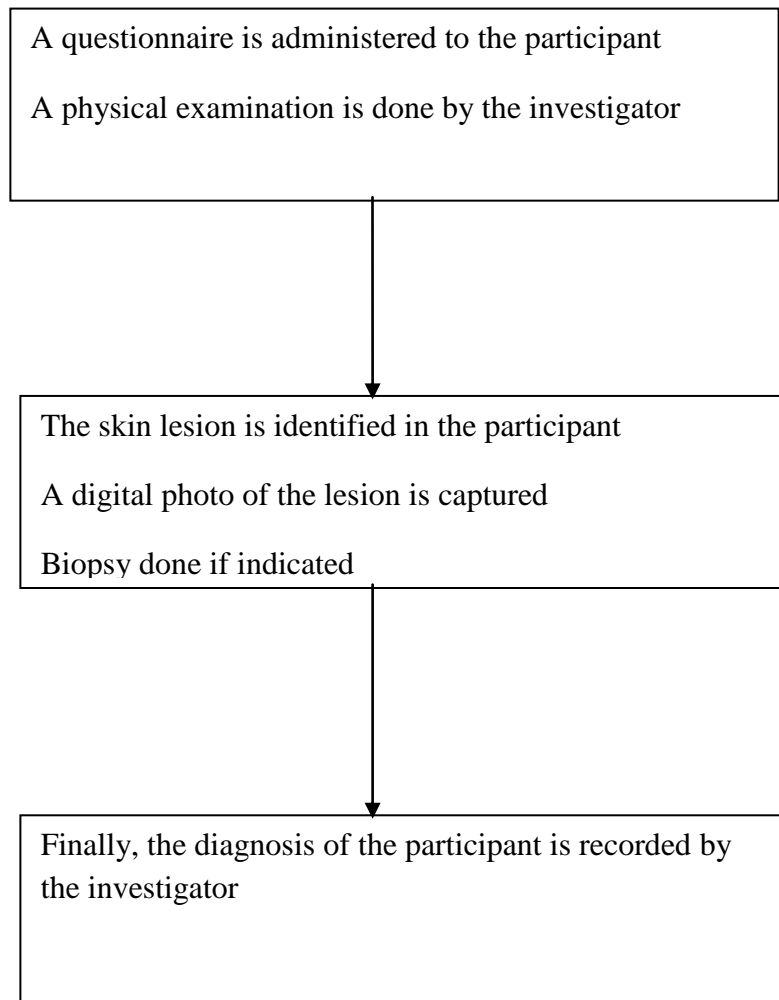 A questionnaire is administered to the participant
A physical examination is done by the investigator
The skin lesion is identified in the participant
A digital photo of the lesion is captured
Biopsy done if indicated
Finally, the diagnosis of the participant is recorded by
the investigator